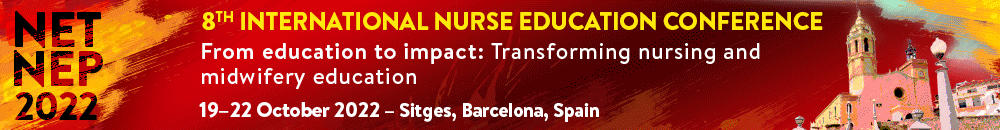 NET
NEP
2022
8TH INTERNATIONAL NURSE EDUCATION CONFERENCE
From education to impact: Transforming nursing and
midwifery education
19–22 October 2022 – Sitges, Barcelona, Spain